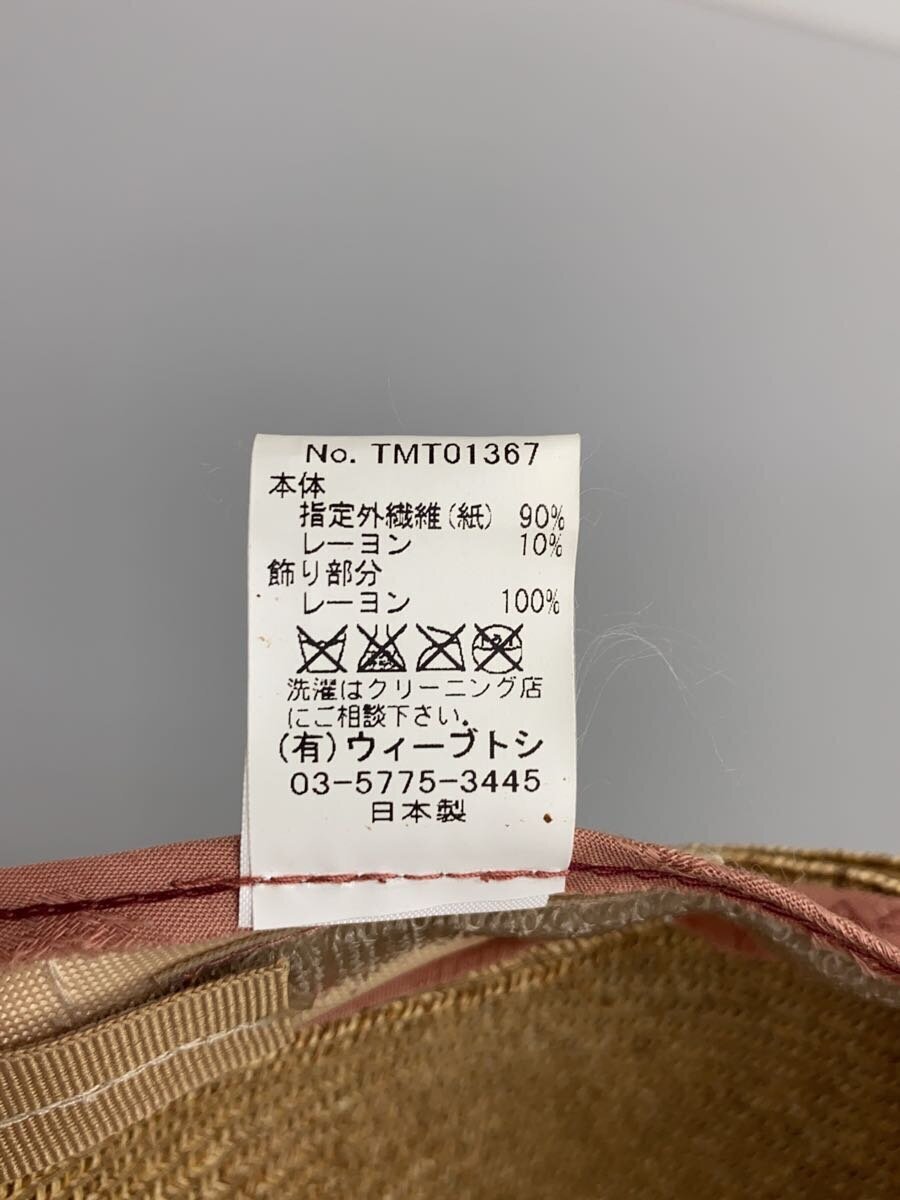 No. TMT01367
本体
指定外繊維(紙) 90%
レーヨン 10%
飾り部分
レーヨン 100%
洗濯はクリーニング店
にご相談下さい。
(有)ウィーブトシ
03-5775-3445
日本製